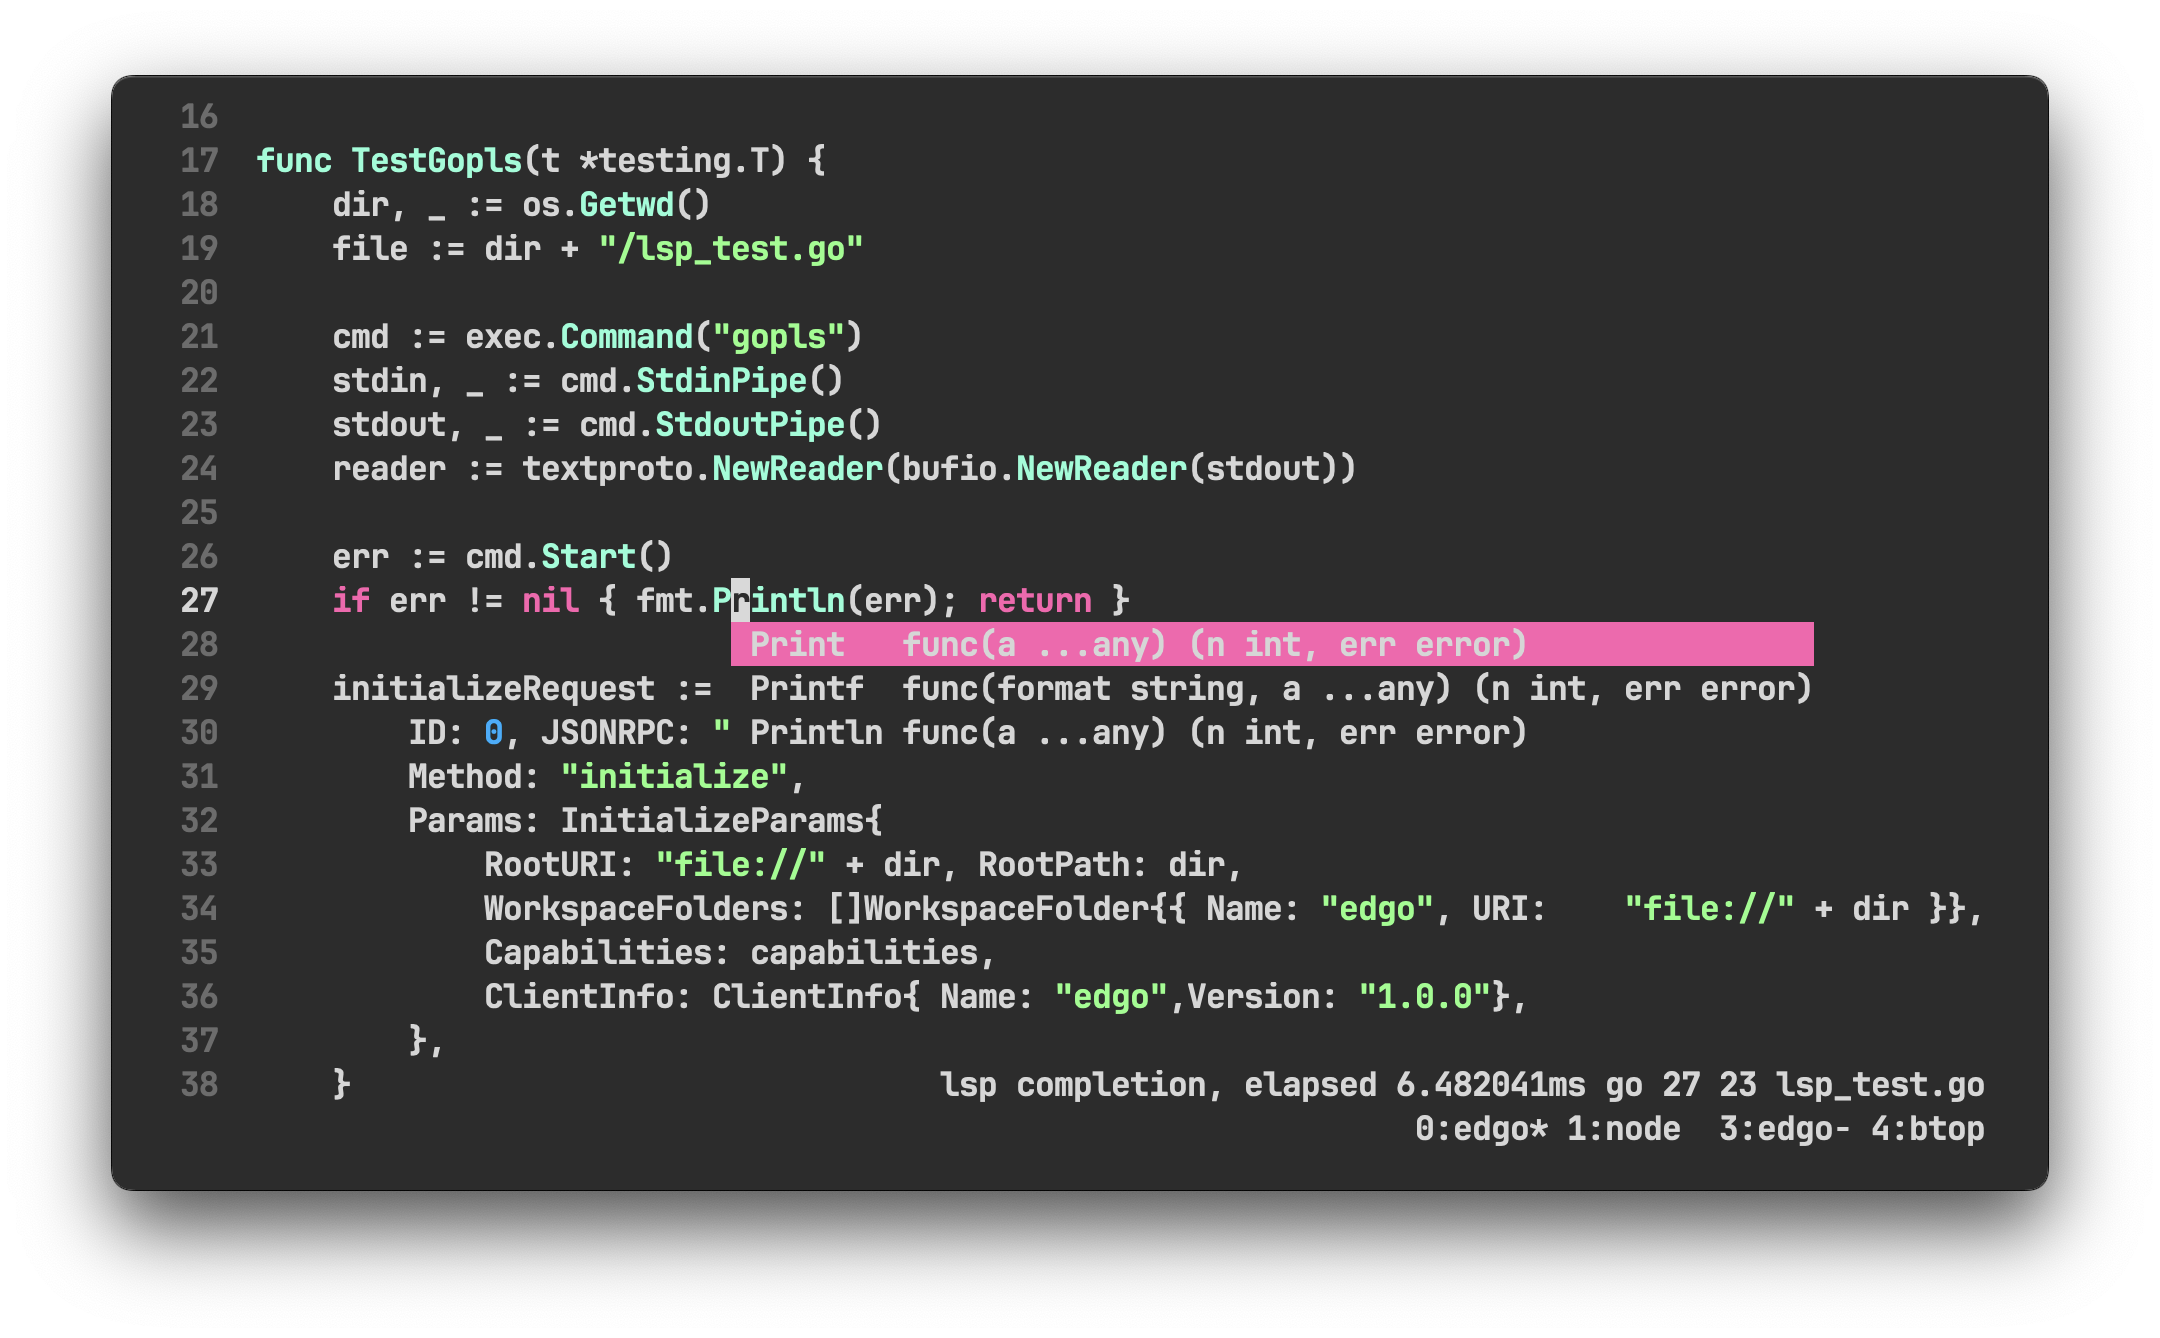 16
17  func TestGopls(t *testing.T) {
18      dir, _ := os.Getwd()
19      file := dir + "/lsp_test.go"
20
21      cmd := exec.Command("gopls")
22      stdin, _ := cmd.StdinPipe()
23      stdout, _ := cmd.StdoutPipe()
24      reader := textproto.NewReader(bufio.NewReader(stdout))
25
26      err := cmd.Start()
27      if err != nil { fmt.Println(err); return }
28                           Print   func(a ...any) (n int, err error)
29      initializeRequest :=  Printf  func(format string, a ...any) (n int, err error)
30          ID: 0, JSONRPC: " Println func(a ...any) (n int, err error)
31          Method: "initialize",
32          Params: InitializeParams{
33              RootURI: "file://" + dir, RootPath: dir,
34              WorkspaceFolders: []WorkspaceFolder{{ Name: "edgo", URI:    "file://" + dir }},
35              Capabilities: capabilities,
36              ClientInfo: ClientInfo{ Name: "edgo",Version: "1.0.0"},
37          },
38      }                               lsp completion, elapsed 6.482041ms go 27 23 lsp_test.go
0:edgo* 1:node  3:edgo- 4:btop